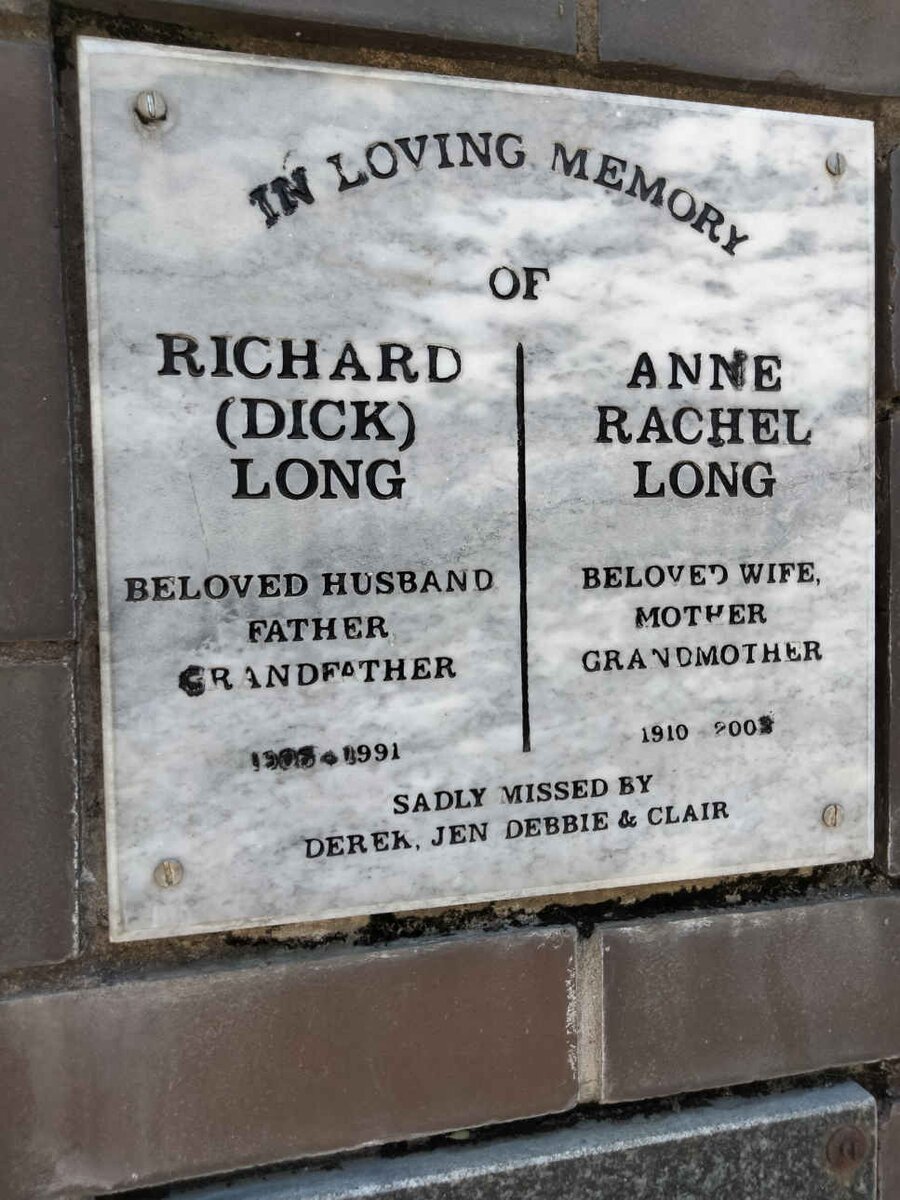 IN LOVING MEMORY
OF
RICHARD
(DICK)
LONG
BELOVED HUSBAND
FATHER
GRANDFATHER
1991
ANNE
RACHEL
LONG
BELOVED WIFE,
MOTHER
GRANDMOTHER
1910
SADLY MISSED BY
DEREK, JEN DEBBIE & CLAIR